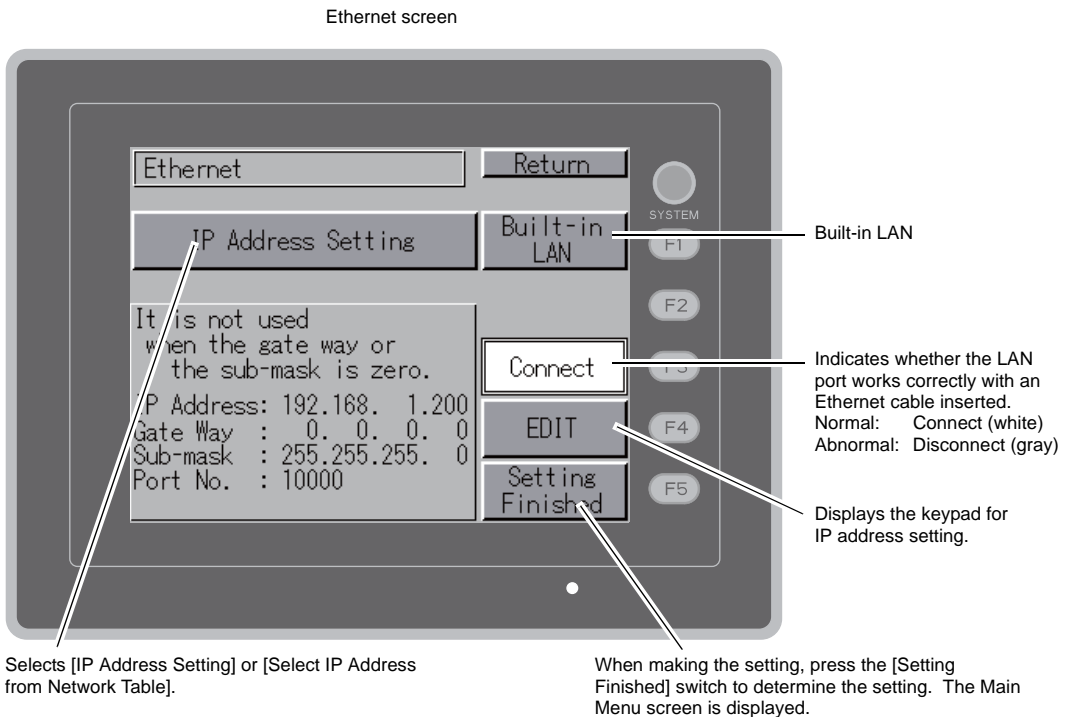 Ethernet screen
Ethernet
Return
SYSTEM
IP Address Setting
Built-in
LAN
F1
Built-in LAN
F2
It is not used
when the gate way or
the sub-mask is zero.
Connect
F3
Indicates whether the LAN
port works correctly with an
Ethernet cable inserted.
Normal: Connect (white)
Abnormal: Disconnect (gray)
IP Address: 192.168. 1.200
Gate Way : 0. 0. 0. 0
Sub-mask : 255.255.255. 0
Port No. : 10000
EDIT
F4
Setting
Finished
F5
Displays the keypad for
IP address setting.
Selects [IP Address Setting] or [Select IP Address
from Network Table].
When making the setting, press the [Setting
Finished] switch to determine the setting. The Main
Menu screen is displayed.